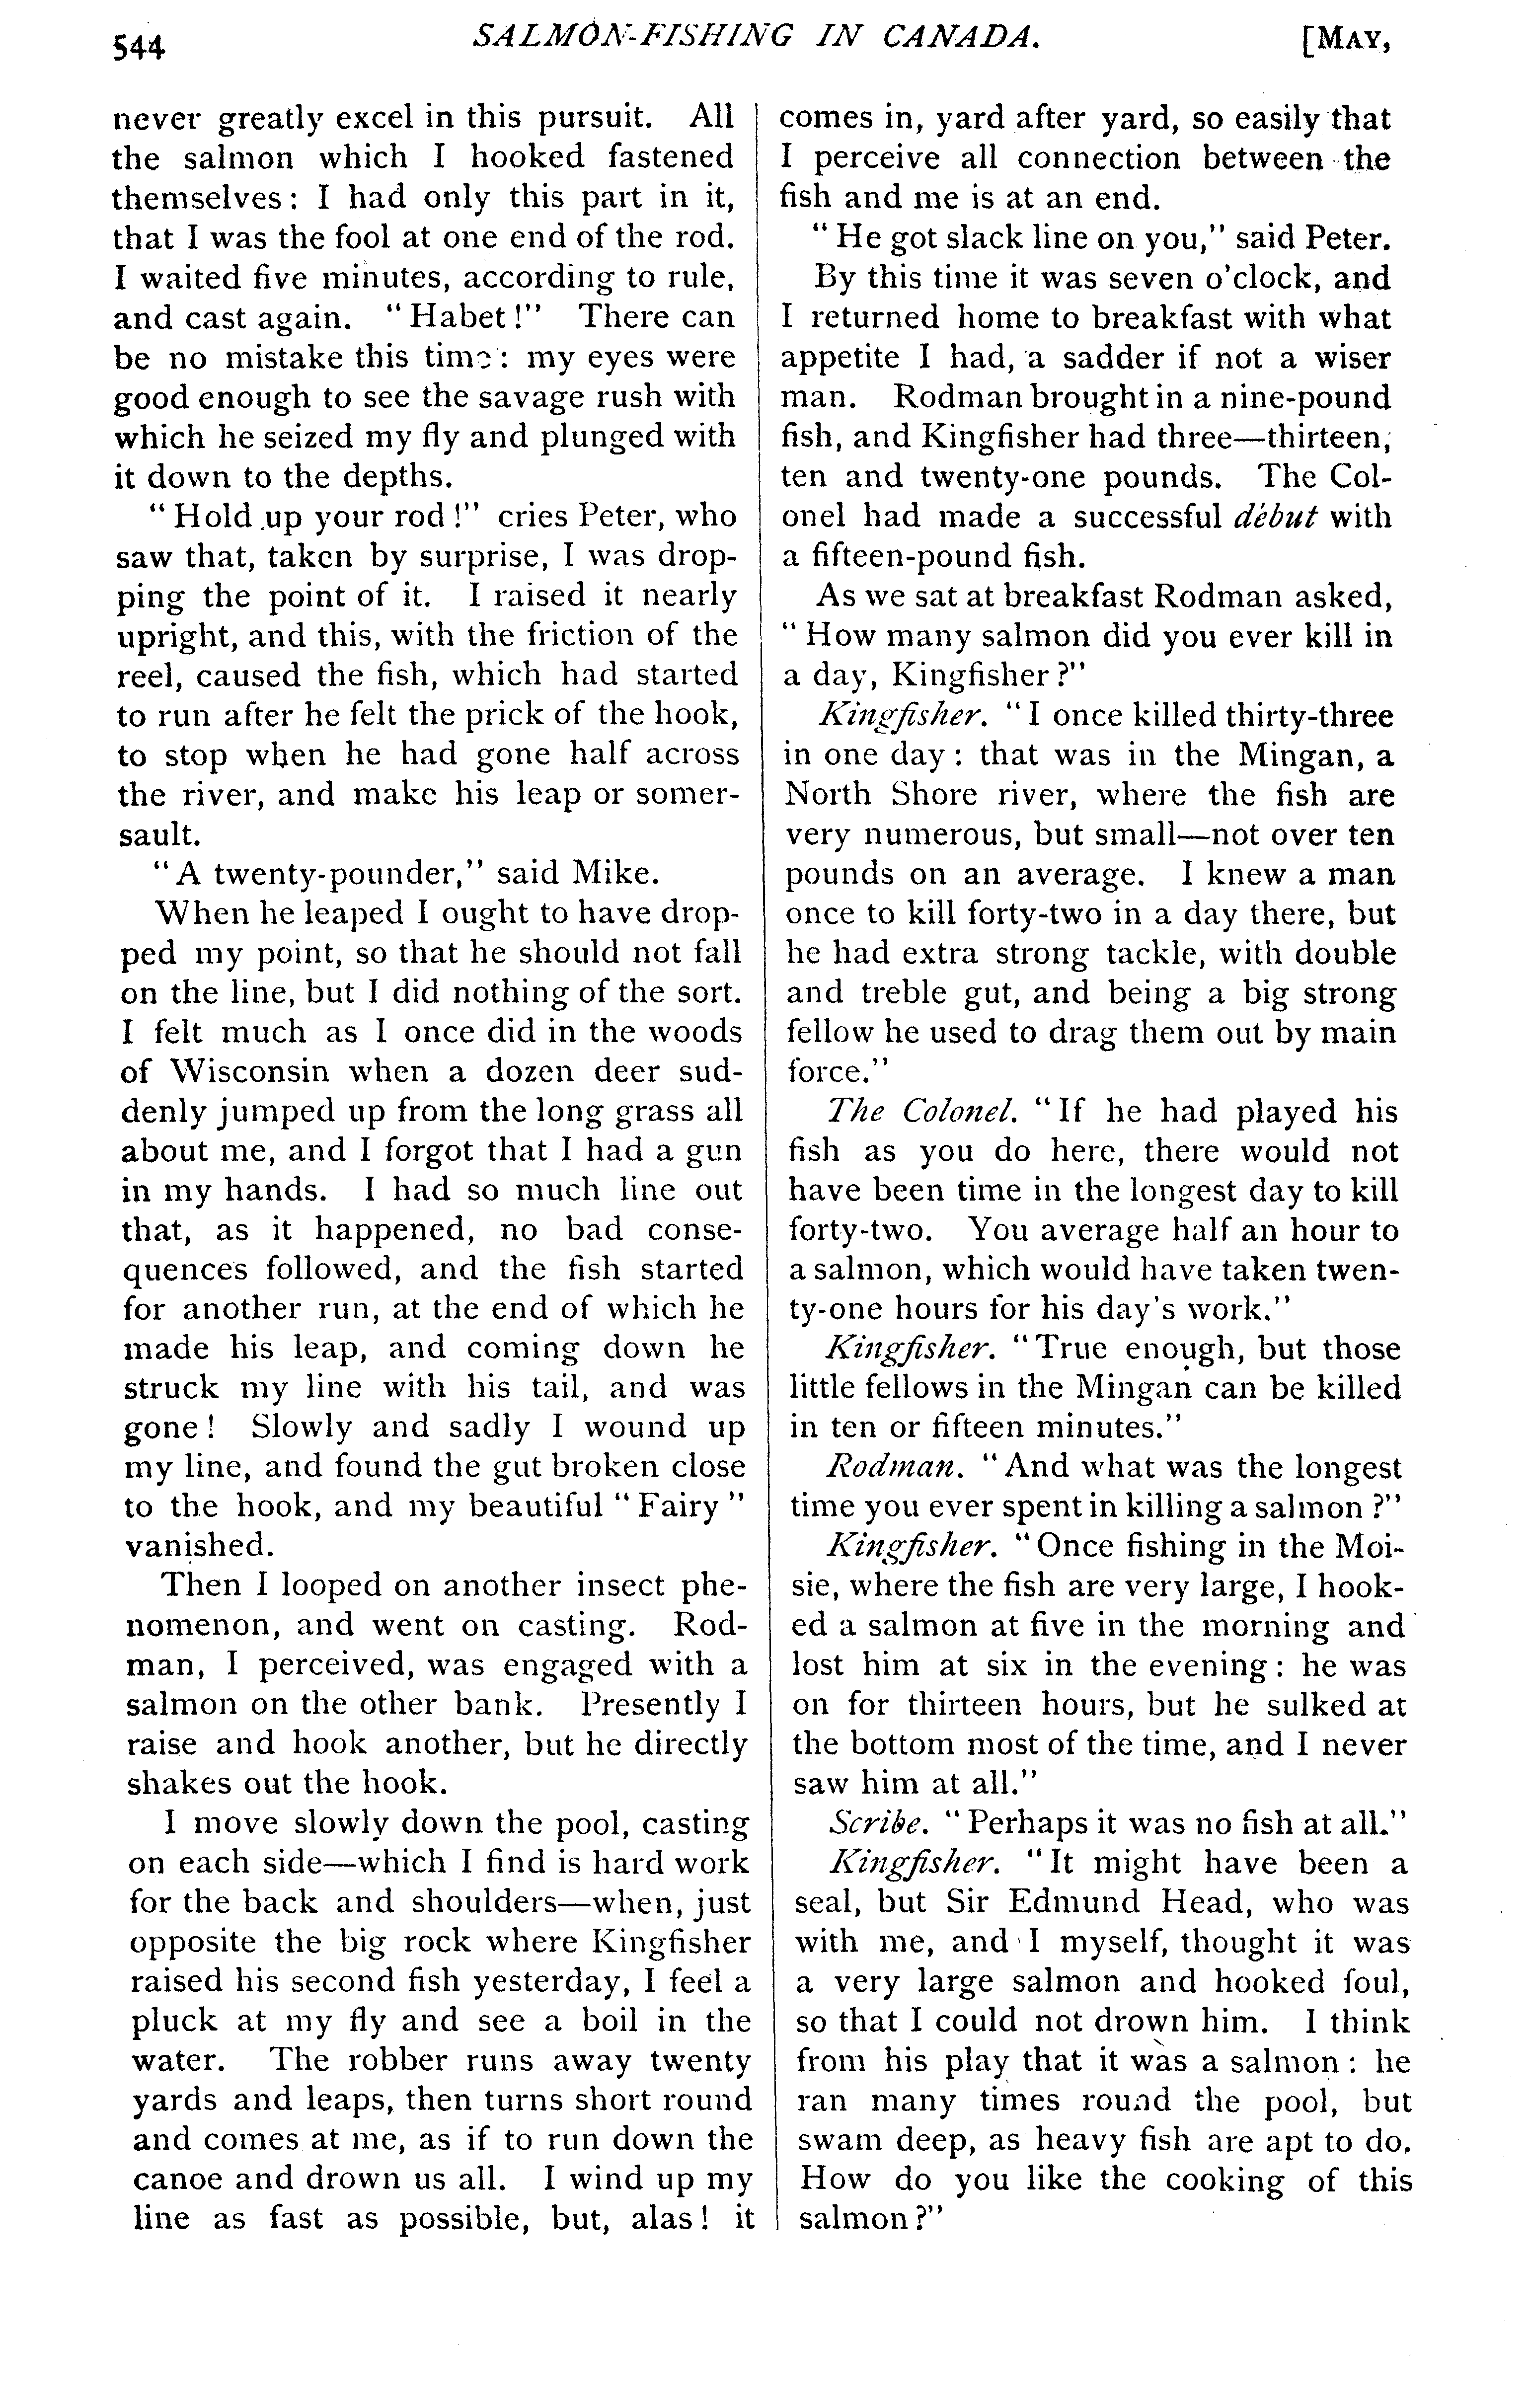 544
SALMON-FISHING IN CANADA.
[MAY,
never greatly excel in this pursuit. All
the salmon which I hooked fastened
themselves: I had only this part in it,
that I was the fool at one end of the rod.
I waited five minutes, according to rule,
and cast again. "Habet!" There can
be no mistake this time: my eyes were
good enough to see the savage rush with
which he seized my fly and plunged with
it down to the depths.
"Hold up your rod!" cries Peter, who
saw that, taken by surprise, I was drop-
ping the point of it. I raised it nearly
upright, and this, with the friction of the
reel, caused the fish, which had started
to run after he felt the prick of the hook,
to stop when he had gone half across
the river, and make his leap or somer-
sault.
"A twenty-pounder," said Mike.
When he leaped I ought to have drop-
ped my point, so that he should not fall
on the line, but I did nothing of the sort.
I felt much as I once did in the woods
of Wisconsin when a dozen deer sud-
denly jumped up from the long grass all
about me, and I forgot that I had a gun
in my hands. I had so much line out
that, as it happened, no bad conse-
quences followed, and the fish started
for another run, at the end of which he
made his leap, and coming down he
struck my line with his tail, and was
gone! Slowly and sadly I wound up
my line, and found the gut broken close
to the hook, and my beautiful "Fairy"
vanished.
Then I looped on another insect phe-
nomenon, and went on casting. Rod-
man, I perceived, was engaged with a
salmon on the other bank. Presently I
raise and hook another, but he directly
shakes out the hook.
I move slowly down the pool, casting
on each side—which I find is hard work
for the back and shoulders—when, just
opposite the big rock where Kingfisher
raised his second fish yesterday, I feel a
pluck at my fly and see a boil in the
water. The robber runs away twenty
yards and leaps, then turns short round
and comes at me, as if to run down the
canoe and drown us all. I wind up my
line as fast as possible, but, alas! it
comes in, yard after yard, so easily that
I perceive all connection between the
fish and me is at an end.
"He got slack line on you," said Peter.
By this time it was seven o'clock, and
I returned home to breakfast with what
appetite I had, a sadder if not a wiser
man. Rodman brought in a nine-pound
fish, and Kingfisher had three—thirteen,
ten and twenty-one pounds. The Col-
onel had made a successful début with
a fifteen-pound fish.
As we sat at breakfast Rodman asked,
"How many salmon did you ever kill in
a day, Kingfisher?"
Kingfisher. "I once killed thirty-three
in one day: that was in the Mingan, a
North Shore river, where the fish are
very numerous, but small—not over ten
pounds on an average. I knew a man
once to kill forty-two in a day there, but
he had extra strong tackle, with double
and treble gut, and being a big strong
fellow he used to drag them out by main
force."
The Colonel. "If he had played his
fish as you do here, there would not
have been time in the longest day to kill
forty-two. You average half an hour to
a salmon, which would have taken twen-
ty-one hours for his day's work."
Kingfisher. "True enough, but those
little fellows in the Mingan can be killed
in ten or fifteen minutes."
Rodman. "And what was the longest
time you ever spent in killing a salmon?"
Kingfisher. "Once fishing in the Moi-
sie, where the fish are very large, I hook-
ed a salmon at five in the morning and
lost him at six in the evening: he was
on for thirteen hours, but he sulked at
the bottom most of the time, and I never
saw him at all."
Scribe. "Perhaps it was no fish at all."
Kingfisher. "It might have been a
seal, but Sir Edmund Head, who was
with me, and I myself, thought it was
a very large salmon and hooked foul,
so that I could not drown him. I think
from his play that it was a salmon: he
ran many times round the pool, but
swam deep, as heavy fish are apt to do.
How do you like the cooking of this
salmon?"